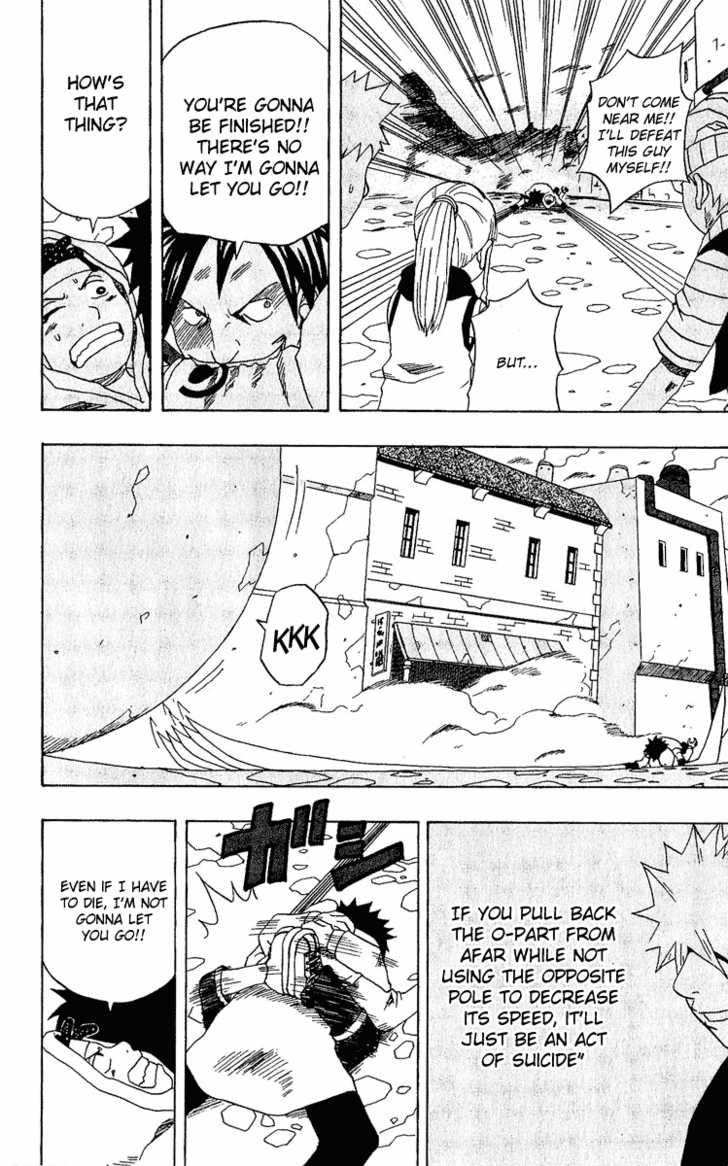 DON'T COME
NEAR ME!!
I'LL DEFEAT
THIS GUY
MYSELF!!
BUT...
YOU'RE GONNA
BE FINISHED!!
THERE'S NO
WAY I'M GONNA
LET YOU GO!!
HOW'S
THAT
THING?
KKK
IF YOU PULL BACK
THE O-PART FROM
AFAR WHILE NOT
USING THE OPPOSITE
POLE TO DECREASE
ITS SPEED, IT'LL
JUST BE AN ACT
OF SUICIDE"
ガシ
EVEN IF I HAVE
TO DIE, I'M NOT
GONNA LET
YOU GO!!